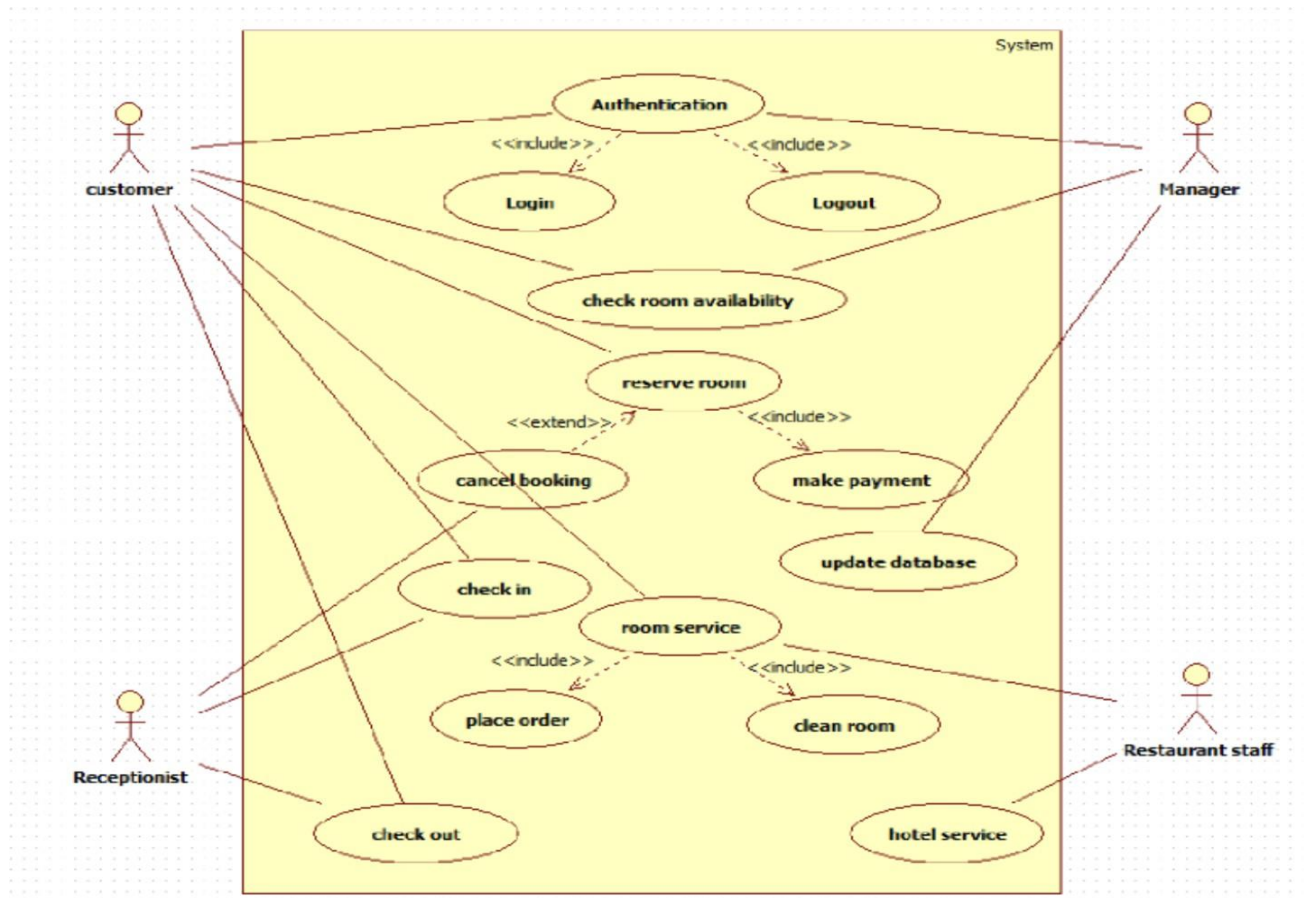 System
Authentication
<<include>>
<<include>>
customer
Manager
Login
Logout
check room availability
reserve room
<<extend>>
<<include>>
cancel booking
make payment
update database
check in
room service
<<include>>
<<include>>
place order
clean room
Receptionist
Restaurant staff
check out
hotel service